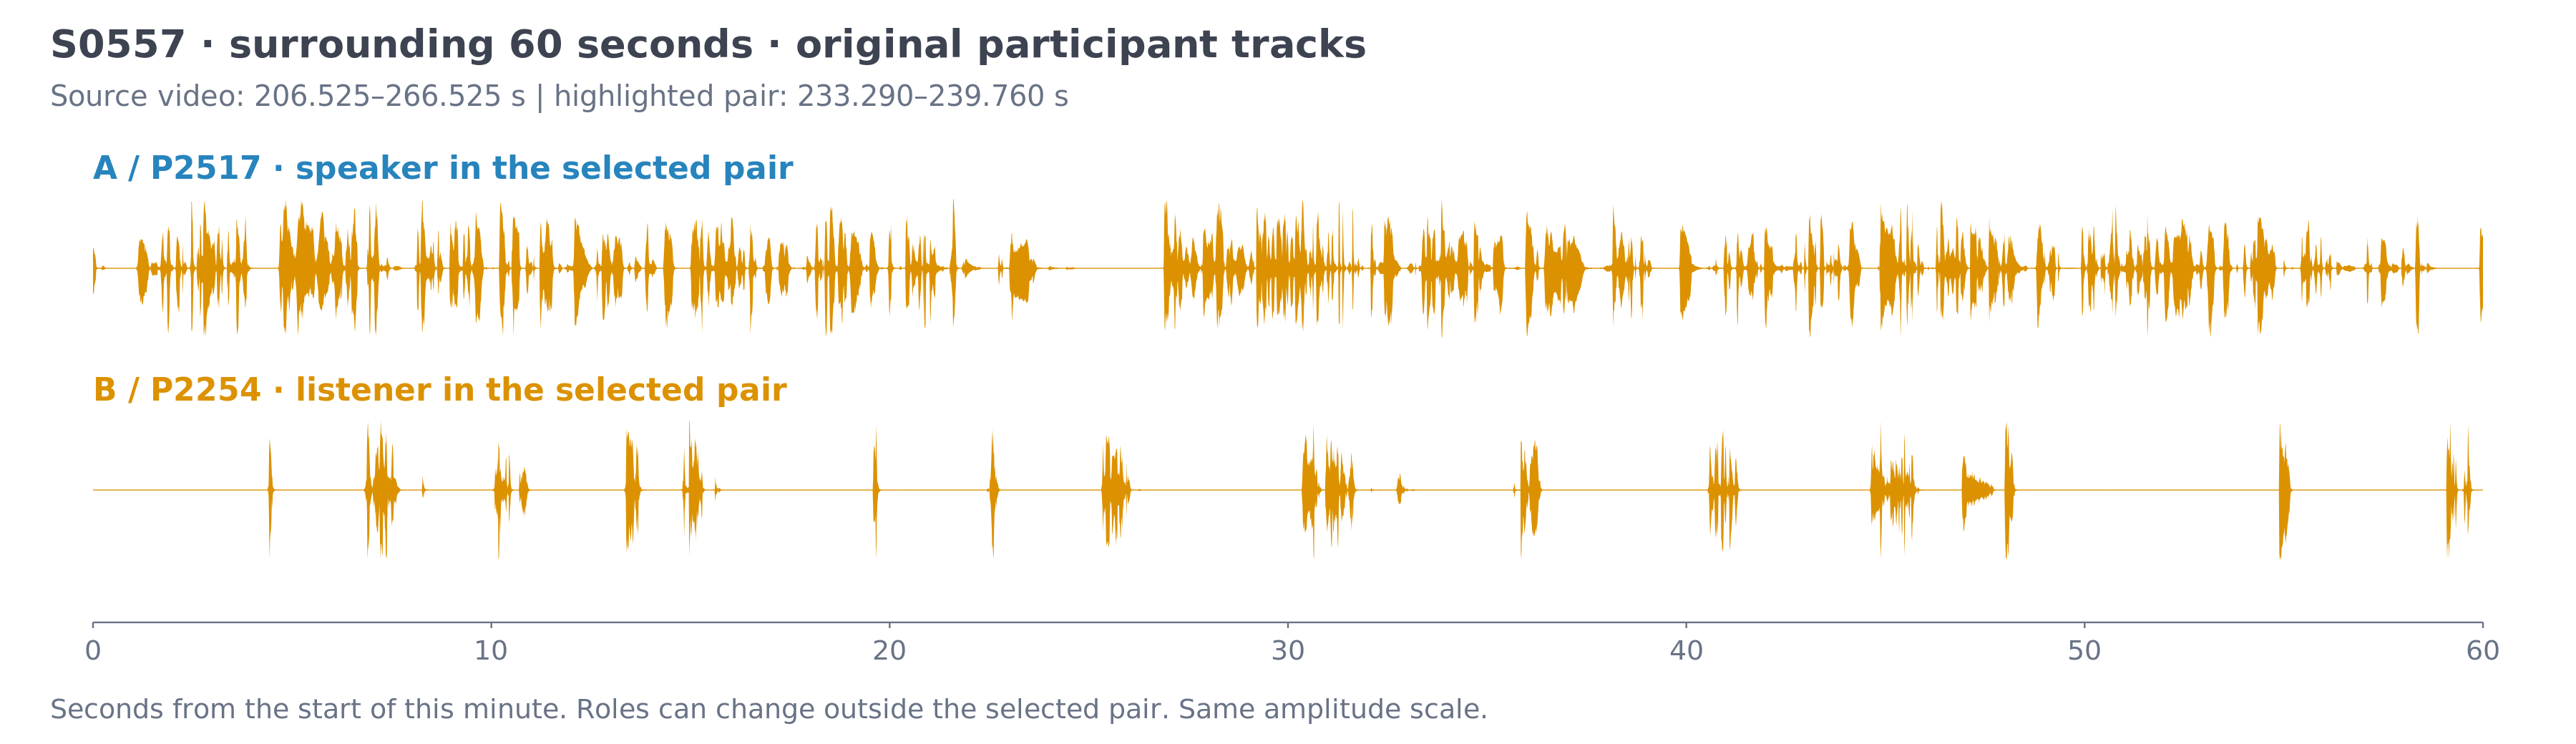 S0557 · surrounding 60 seconds · original participant tracks
Source video: 206.525–266.525 s | highlighted pair: 233.290–239.760 s
A / P2517 · speaker in the selected pair
B / P2254 · listener in the selected pair
0 10 20 30 40 50 60
Seconds from the start of this minute. Roles can change outside the selected pair. Same amplitude scale.